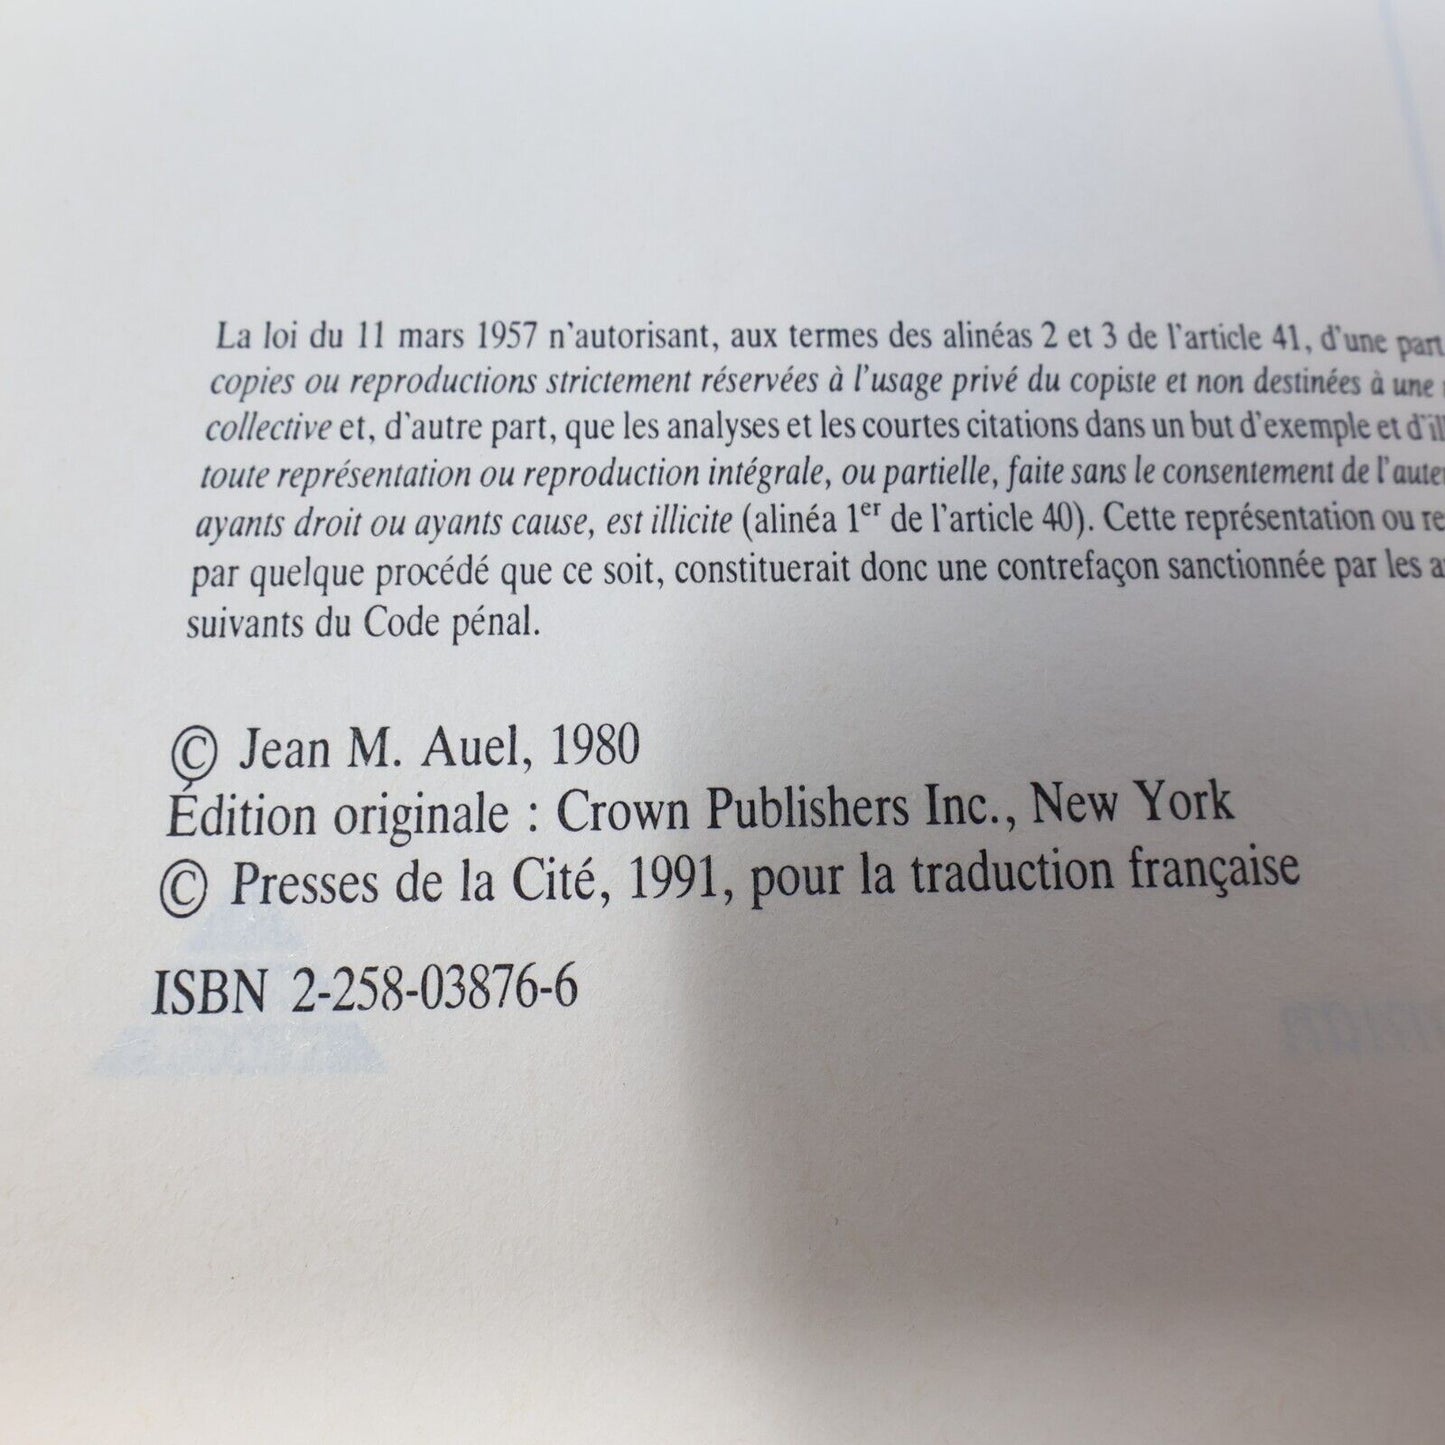 La loi du 11 mars 1957 n'autorisant, aux termes des alinéas 2 et 3 de l'article 41, d'une part
copies ou reproductions strictement réservées à l'usage privé du copiste et non destinées à une
collective et, d'autre part, que les analyses et les courtes citations dans un but d'exemple et
toute représentation ou reproduction intégrale, ou partielle, faite sans le consentement de
ayants droit ou ayants cause, est illicite (alinéa 1er de l'article 40). Cette représentation ou
par quelque procédé que ce soit, constituerait donc une contrefaçon sanctionnée par les
suivants du Code pénal.
© Jean M. Auel, 1980
Édition originale : Crown Publishers Inc., New York
© Presses de la Cité, 1991, pour la traduction française
ISBN 2-258-03876-6